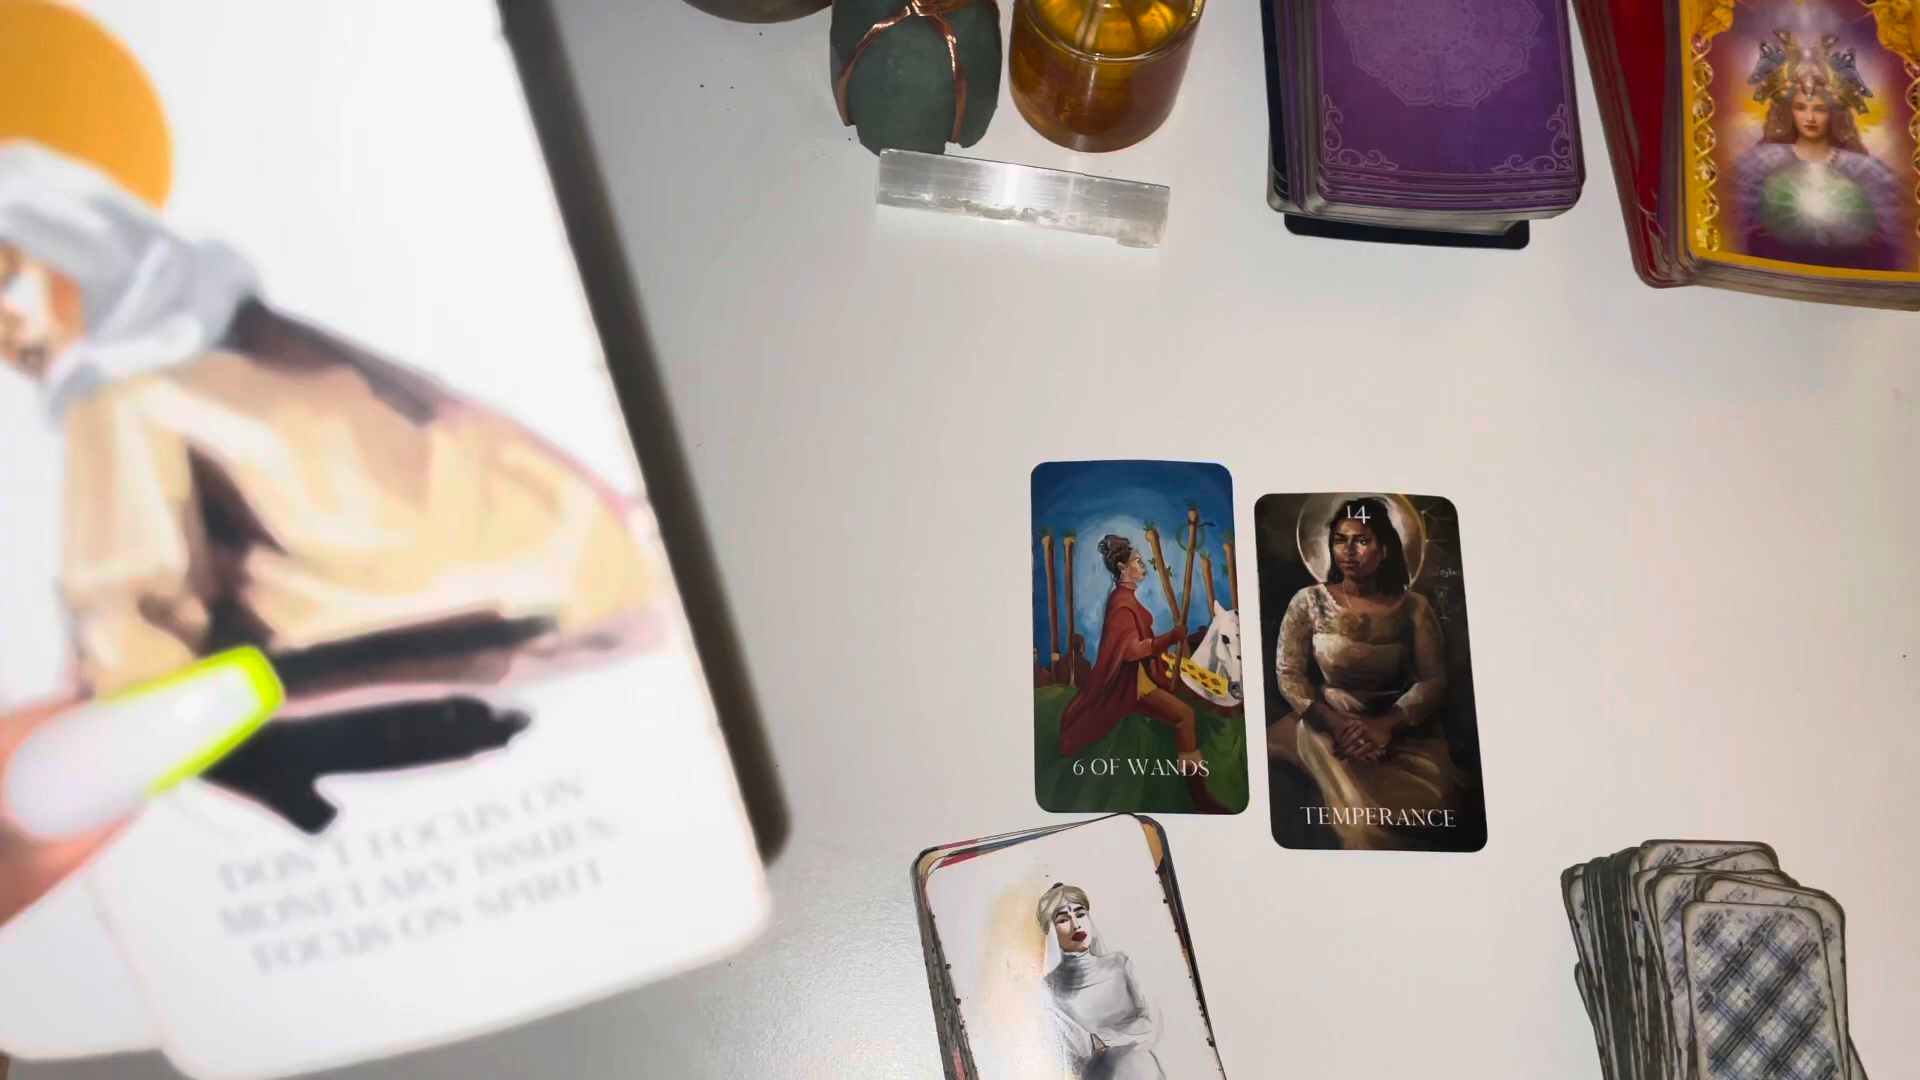 14
6 OF WANDS
TEMPERANCE
DON'T FOCUS ON
MONETARY ISSUES.
FOCUS ON SPIRIT